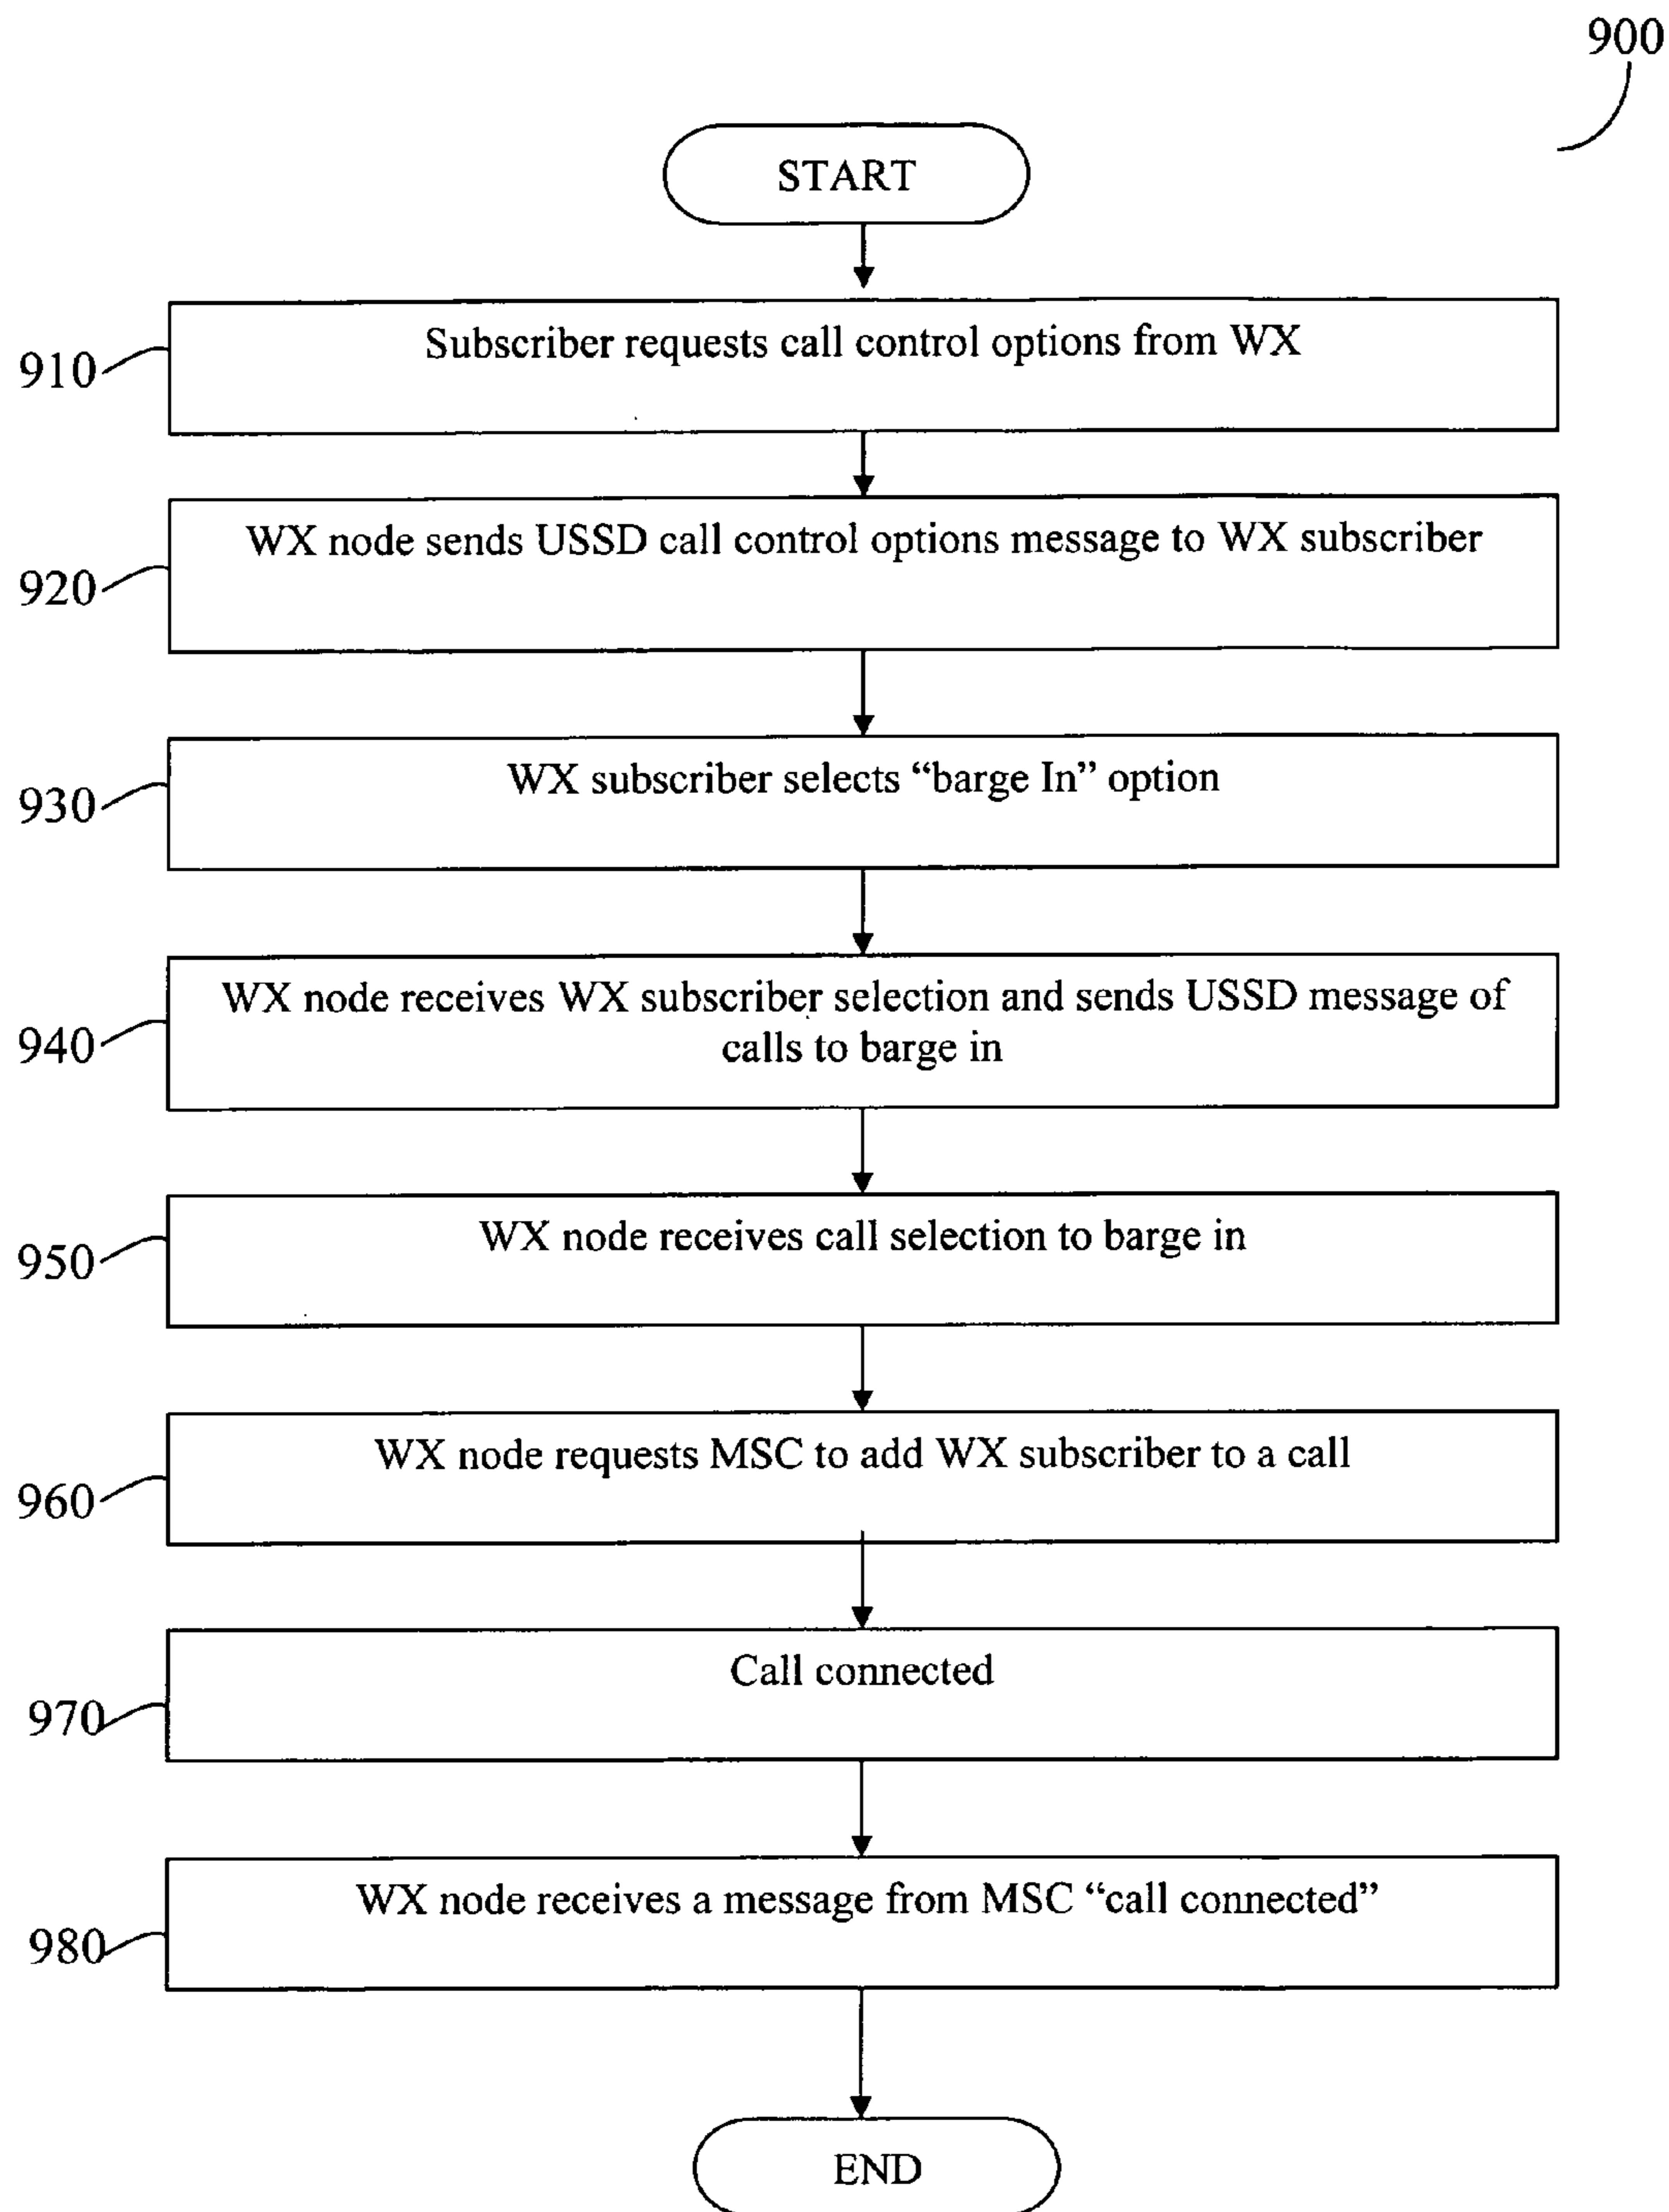 900
START
910
Subscriber requests call control options from WX
920
WX node sends USSD call control options message to WX subscriber
930
WX subscriber selects “barge In” option
940
WX node receives WX subscriber selection and sends USSD message of
calls to barge in
950
WX node receives call selection to barge in
960
WX node requests MSC to add WX subscriber to a call
970
Call connected
980
WX node receives a message from MSC “call connected”
END